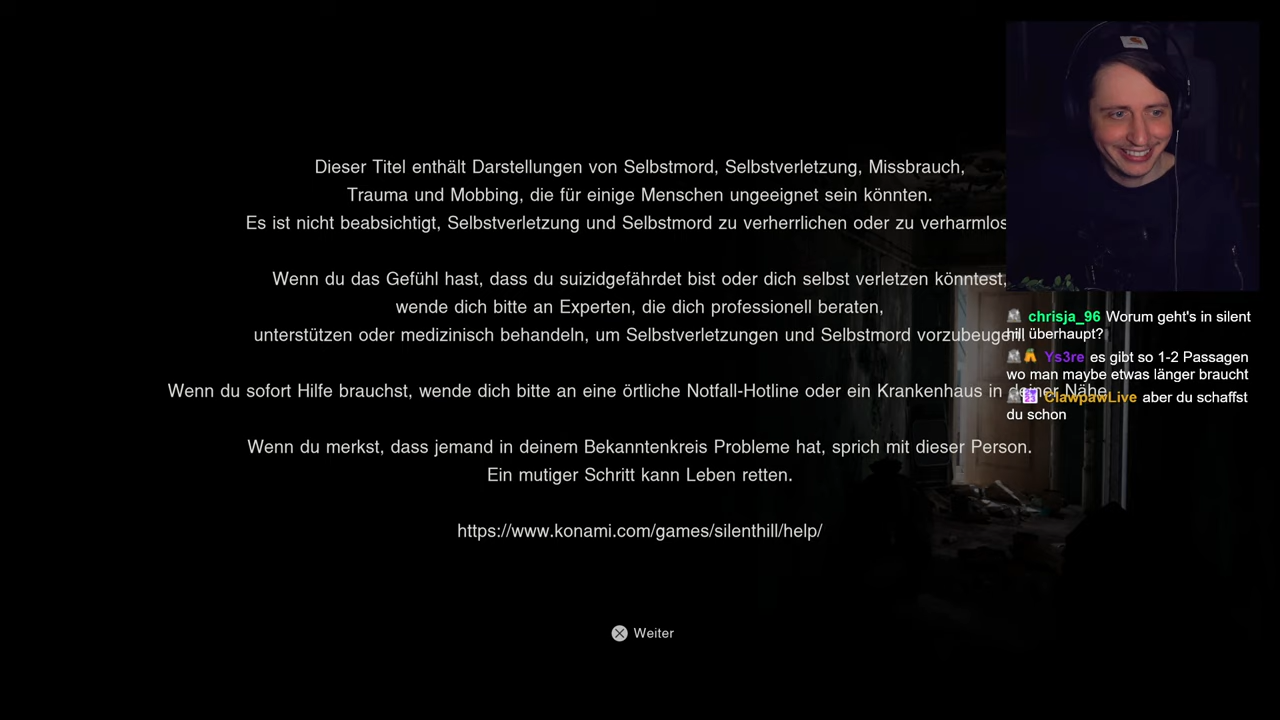 Dieser Titel enthält Darstellungen von Selbstmord, Selbstverletzung, Missbrauch,
Trauma und Mobbing, die für einige Menschen ungeeignet sein könnten.
Es ist nicht beabsichtigt, Selbstverletzung und Selbstmord zu verherrlichen oder zu verharmlos
Wenn du das Gefühl hast, dass du suizidgefährdet bist oder dich selbst verletzen könntest,
wende dich bitte an Experten, die dich professionell beraten,
unterstützen oder medizinisch behandeln, um Selbstverletzungen und Selbstmord vorzubeugen.
Wenn du sofort Hilfe brauchst, wende dich bitte an eine örtliche Notfall-Hotline oder ein Krankenhaus in deiner Nähe.
Wenn du merkst, dass jemand in deinem Bekanntenkreis Probleme hat, sprich mit dieser Person.
Ein mutiger Schritt kann Leben retten.
https://www.konami.com/games/silenthill/help/
Weiter
chrisja_96 Worum geht's in silent
hill überhaupt?
Ys3re es gibt so 1-2 Passagen
wo man maybe etwas länger braucht
ClawpawLive aber du schaffst
du schon